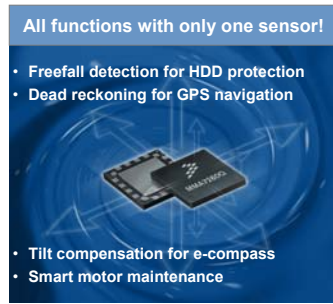 All functions with only one sensor!
• Freefall detection for HDD protection
• Dead reckoning for GPS navigation
MMA7260Q
• Tilt compensation for e-compass
• Smart motor maintenance